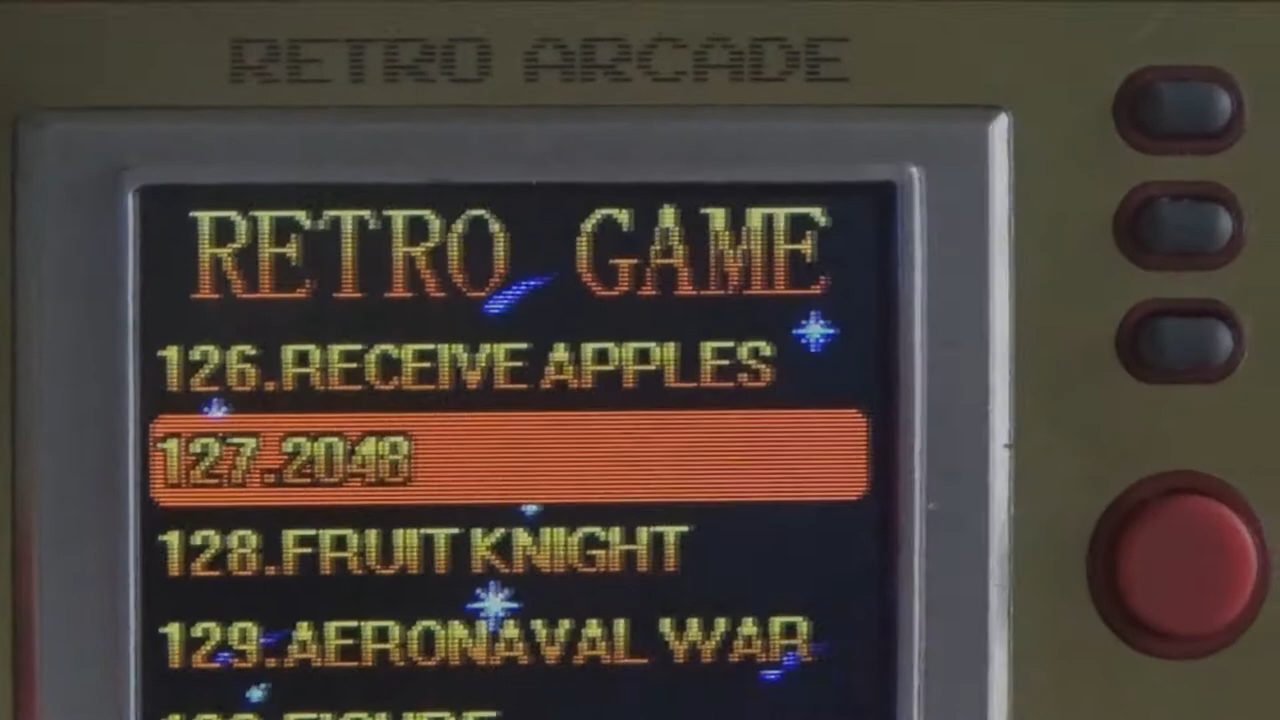 RETRO ARCADE
RETRO GAME
126.RECEIVE APPLES
127.2048
128.FRUIT KNIGHT
129.AERONAVAL WAR